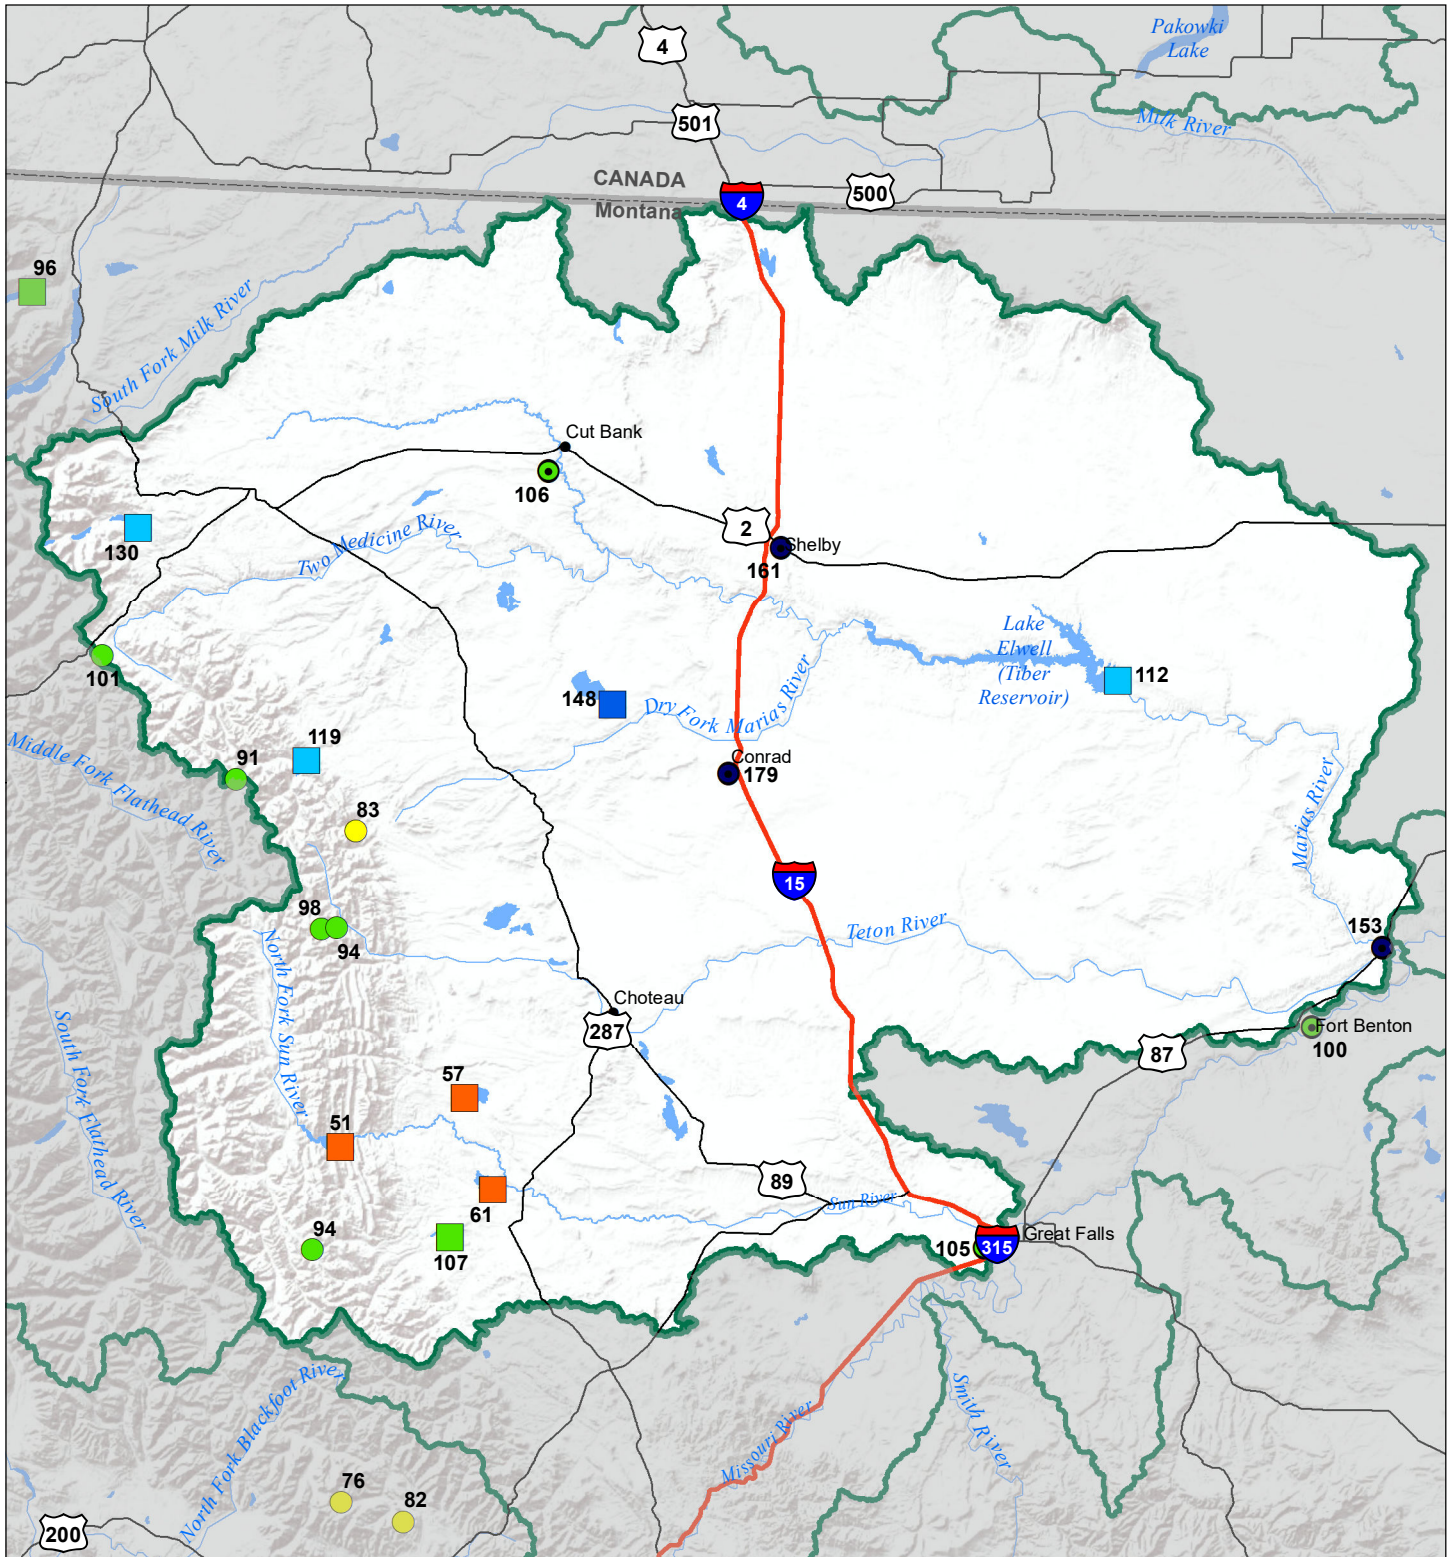 Pakowki
Lake
4
501
Milk River
CANADA
Montana
4
500
96
South Fork Milk River
Cut Bank
106
130
Two Medicine River
2
Shelby
161
Lake
Elwell
(Tiber
Reservoir)
112
101
148
Dry Fork Marias River
Middle Fork Flathead River
91
119
Conrad
179
83
Marias River
15
98
94
North Fork Sun River
Teton River
153
Choteau
287
Fort Benton
100
87
South Fork Flathead River
57
51
61
89
Sun River
94
107
105
315
Great Falls
North Fork Blackfoot River
Missouri River
Smith River
76
82
200